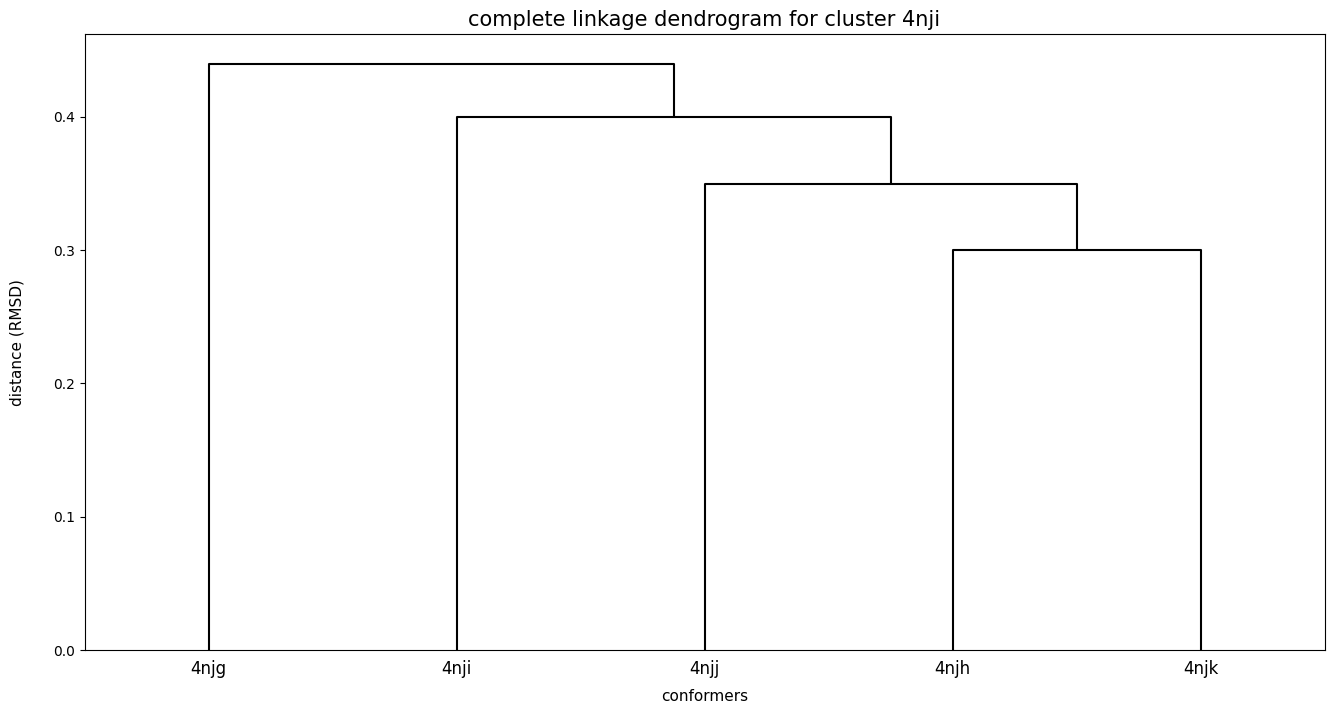 complete linkage dendrogram for cluster 4nji
distance (RMSD)
0.4
0.3
0.2
0.1
0.0
4njg 4nji 4njj 4njh 4njk
conformers